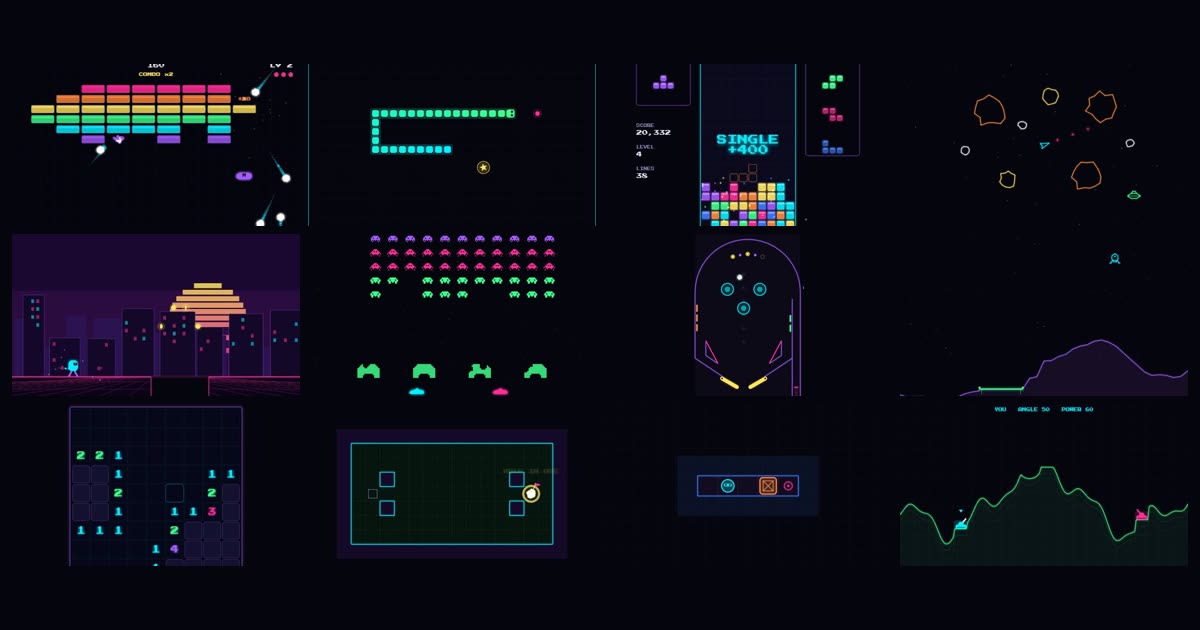 160
LV 2
COMBO x2
+20
SCORE
20,332
LEVEL
4
LINES
38
SINGLE
+400
2 2 1
1 1 1
2 2
1 1 1 3
1 1 1 2
1 4
YOU ANGLE 50 POWER 60